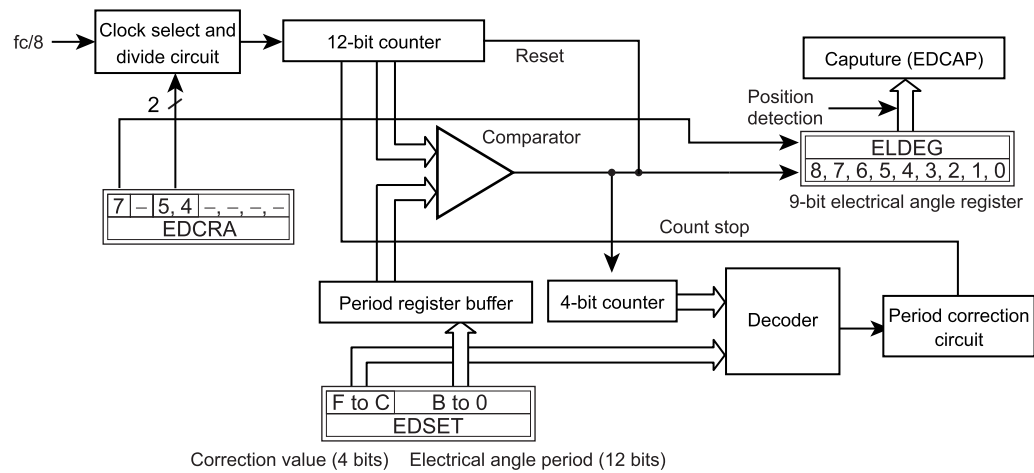 Clock select and
divide circuit
fc/8
12-bit counter
Reset
Caputure (EDCAP)
2
Position
detection
Comparator
ELDEG
8, 7, 6, 5, 4, 3, 2, 1, 0
9-bit electrical angle register
7 – 5, 4 –, –, –, –
EDCRA
Count stop
Period register buffer
4-bit counter
Decoder
Period correction
circuit
F to C B to 0
EDSET
Correction value (4 bits) Electrical angle period (12 bits)